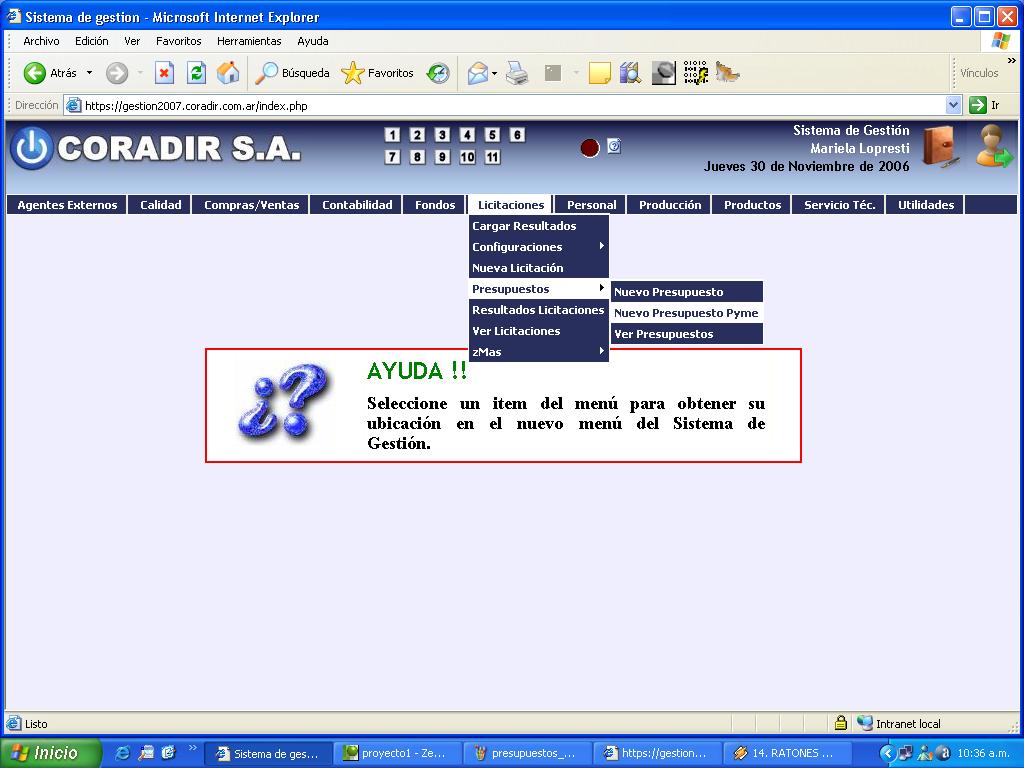 Sistema de gestion - Microsoft Internet Explorer
Archivo Edición Ver Favoritos Herramientas Ayuda
Atrás Búsqueda Favoritos Vínculos »
Dirección https://gestion2007.coradir.com.ar/index.php Ir
CORADIR S.A.
1 2 3 4 5 6
7 8 9 10 11
Sistema de Gestión
Mariela Lopresti
Jueves 30 de Noviembre de 2006
Agentes Externos Calidad Compras/Ventas Contabilidad Fondos Licitaciones Personal Producción Productos Servicio Téc. Utilidades
Cargar Resultados
Configuraciones
Nueva Licitación
Presupuestos
Resultados Licitaciones
Ver Licitaciones
zMas
Nuevo Presupuesto
Nuevo Presupuesto Pyme
Ver Presupuestos
¿?
AYUDA !!
Seleccione un item del menú para obtener su
ubicación en el nuevo menú del Sistema de
Gestión.
Listo Intranet local
Inicio » Sistema de ges... proyecto1 - Ze... presupuestos_... https://gestion... 14. RATONES ... 10:36 a.m.